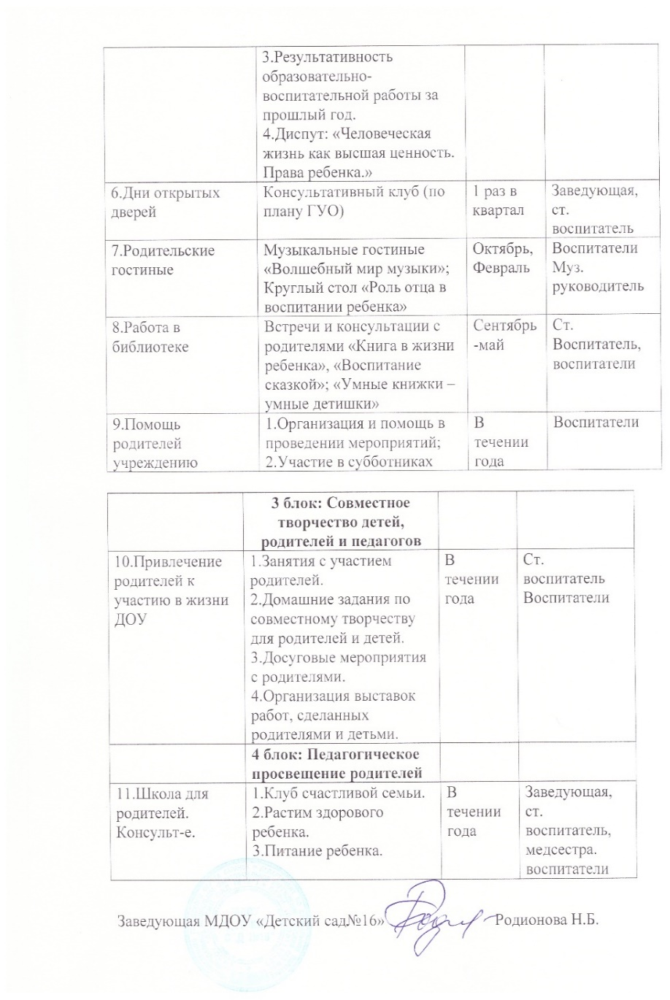 3.Результативность
образовательно-
воспитательной работы за
прошлый год.
4.Диспут: «Человеческая
жизнь как высшая ценность.
Права ребенка.»
6.Дни открытых
дверей
Консультативный клуб (по
плану ГУО)
1 раз в
квартал
Заведующая,
ст.
воспитатель
7.Родительские
гостиные
Музыкальные гостиные
«Волшебный мир музыки»;
Круглый стол «Роль отца в
воспитании ребенка»
Октябрь,
Февраль
Воспитатели
Муз.
руководитель
8.Работа в
библиотеке
Встречи и консультации с
родителями «Книга в жизни
ребенка», «Воспитание
сказкой»; «Умные книжки –
умные детишки»
Сентябрь
-май
Ст.
Воспитатель,
воспитатели
9.Помощь
родителей
учреждению
1.Организация и помощь в
проведении мероприятий;
2.Участие в субботниках
В
течении
года
Воспитатели
3 блок: Совместное
творчество детей,
родителей и педагогов
10.Привлечение
родителей к
участию в жизни
ДОУ
1.Занятия с участием
родителей.
2.Домашние задания по
совместному творчеству
для родителей и детей.
3.Досуговые мероприятия
с родителями.
4.Организация выставок
работ, сделанных
родителями и детьми.
В
течении
года
Ст.
воспитатель
Воспитатели
4 блок: Педагогическое
просвещение родителей
11.Школа для
родителей.
Консульт-е.
1.Клуб счастливой семьи.
2.Растим здорового
ребенка.
3.Питание ребенка.
В
течении
года
Заведующая,
ст.
воспитатель,
медсестра.
воспитатели
Заведующая МДОУ «Детский сад№16» Родионова Н.Б.